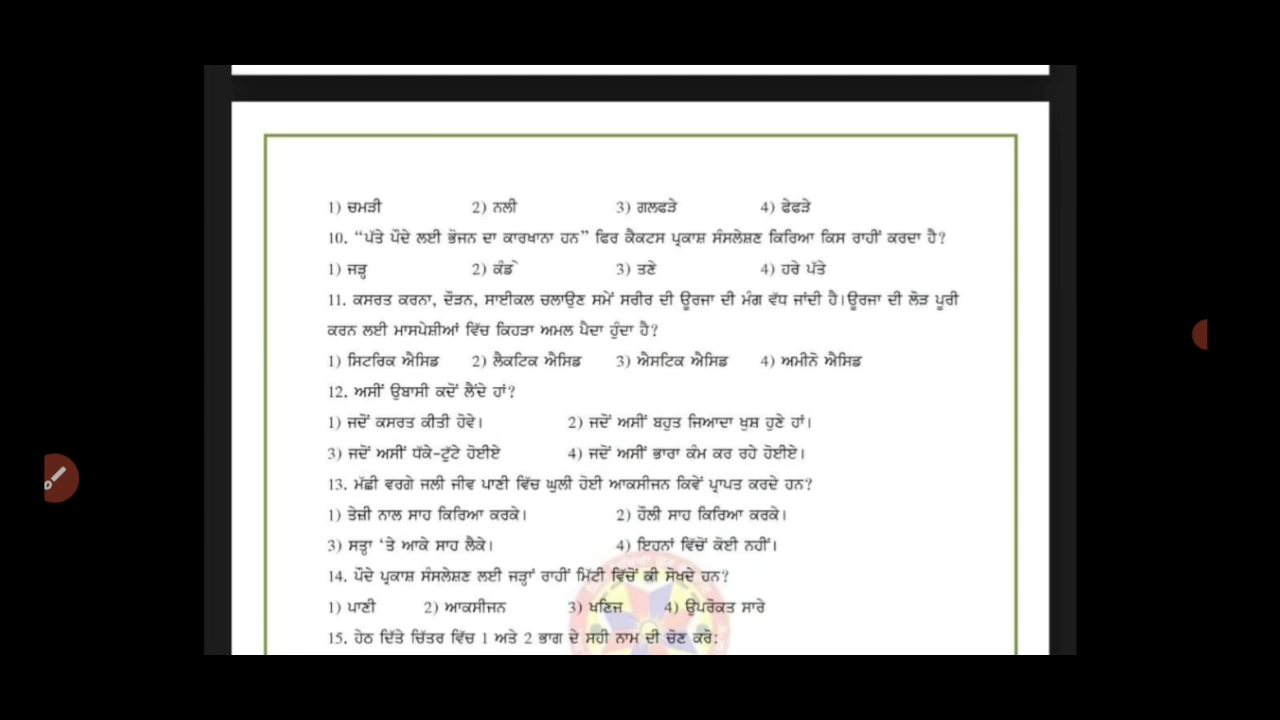 1) ਚਮੜੀ 2) ਨਲੀ 3) ਗਲਫੜੇ 4) ਫੇਫੜੇ
10. “ਪੱਤੇ ਪੌਦੇ ਲਈ ਭੋਜਨ ਦਾ ਕਾਰਖਾਨਾ ਹਨ” ਫਿਰ ਕੈਕਟਸ ਪ੍ਰਕਾਸ਼ ਸੰਸਲੇਸ਼ਣ ਕਿਰਿਆ ਕਿਸ ਰਾਹੀਂ ਕਰਦਾ ਹੈ?
1) ਜੜ੍ਹ 2) ਕੰਡੇ 3) ਤਣੇ 4) ਹਰੇ ਪੱਤੇ
11. ਕਸਰਤ ਕਰਨਾ, ਦੌੜਨ, ਸਾਈਕਲ ਚਲਾਉਣ ਸਮੇਂ ਸਰੀਰ ਦੀ ਊਰਜਾ ਦੀ ਮੰਗ ਵੱਧ ਜਾਂਦੀ ਹੈ।ਊਰਜਾ ਦੀ ਲੋੜ ਪੂਰੀ
ਕਰਨ ਲਈ ਮਾਸਪੇਸ਼ੀਆਂ ਵਿੱਚ ਕਿਹੜਾ ਅਮਲ ਪੈਦਾ ਹੁੰਦਾ ਹੈ?
1) ਸਿਟਰਿਕ ਐਸਿਡ 2) ਲੈਕਟਿਕ ਐਸਿਡ 3) ਐਸਟਿਕ ਐਸਿਡ 4) ਅਮੀਨੋ ਐਸਿਡ
12. ਅਸੀਂ ਉਬਾਸੀ ਕਦੋਂ ਲੈਂਦੇ ਹਾਂ?
1) ਜਦੋਂ ਕਸਰਤ ਕੀਤੀ ਹੋਵੇ। 2) ਜਦੋਂ ਅਸੀਂ ਬਹੁਤ ਜਿਆਦਾ ਖੁਸ਼ ਹੁਣੇ ਹਾਂ।
3) ਜਦੋਂ ਅਸੀਂ ਧੱਕੇ-ਟੁੱਟੇ ਹੋਈਏ 4) ਜਦੋਂ ਅਸੀਂ ਭਾਰਾ ਕੰਮ ਕਰ ਰਹੇ ਹੋਈਏ।
13. ਮੱਛੀ ਵਰਗੇ ਜਲੀ ਜੀਵ ਪਾਣੀ ਵਿੱਚ ਘੁਲੀ ਹੋਈ ਆਕਸੀਜਨ ਕਿਵੇਂ ਪ੍ਰਾਪਤ ਕਰਦੇ ਹਨ?
1) ਤੇਜ਼ੀ ਨਾਲ ਸਾਹ ਕਿਰਿਆ ਕਰਕੇ। 2) ਹੌਲੀ ਸਾਹ ਕਿਰਿਆ ਕਰਕੇ।
3) ਸਤ੍ਹਾ ‘ਤੇ ਆਕੇ ਸਾਹ ਲੈਕੇ। 4) ਇਹਨਾਂ ਵਿੱਚੋਂ ਕੋਈ ਨਹੀਂ।
14. ਪੌਦੇ ਪ੍ਰਕਾਸ਼ ਸੰਸਲੇਸ਼ਣ ਲਈ ਜੜ੍ਹਾਂ ਰਾਹੀਂ ਮਿੱਟੀ ਵਿੱਚੋਂ ਕੀ ਸੋਖਦੇ ਹਨ?
1) ਪਾਣੀ 2) ਆਕਸੀਜਨ 3) ਖਣਿਜ 4) ਉਪਰੋਕਤ ਸਾਰੇ
15. ਹੇਠ ਦਿੱਤੇ ਚਿੱਤਰ ਵਿੱਚ 1 ਅਤੇ 2 ਭਾਗ ਦੇ ਸਹੀ ਨਾਮ ਦੀ ਚੋਣ ਕਰੋ: